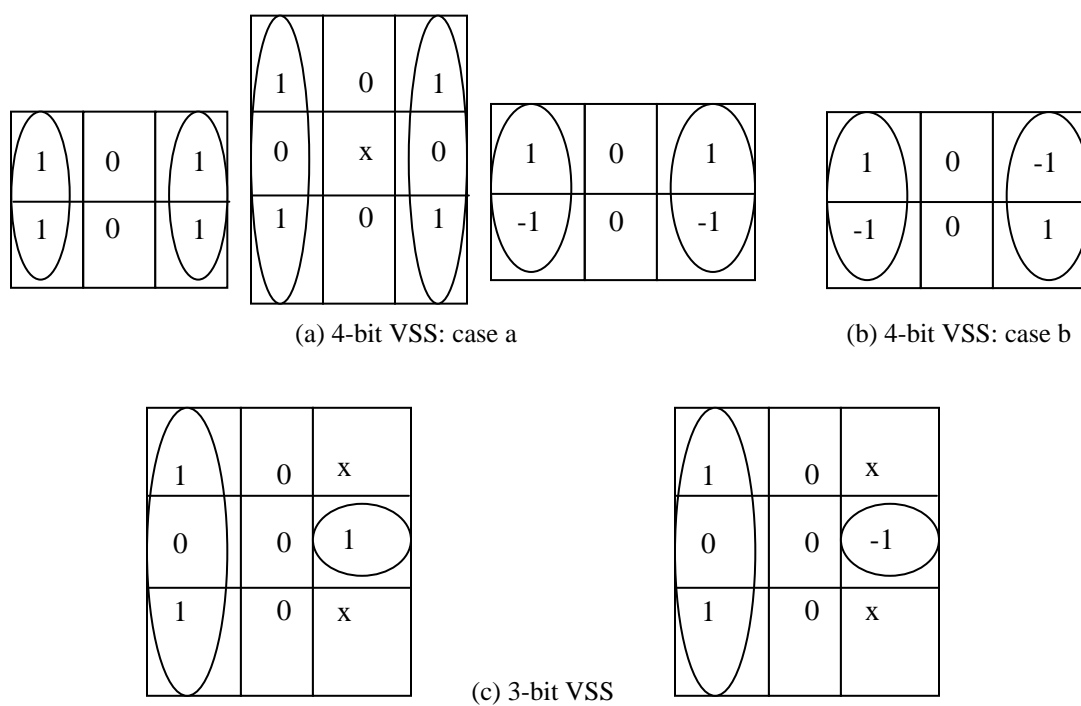 1 0 1
1 0 1
1 0 1
0 x 0
1 0 1
1 0 1
-1 0 -1
(a) 4-bit VSS: case a
1 0 -1
-1 0 1
(b) 4-bit VSS: case b
1 0 x
0 0 1
1 0 x
1 0 x
0 0 -1
1 0 x
(c) 3-bit VSS